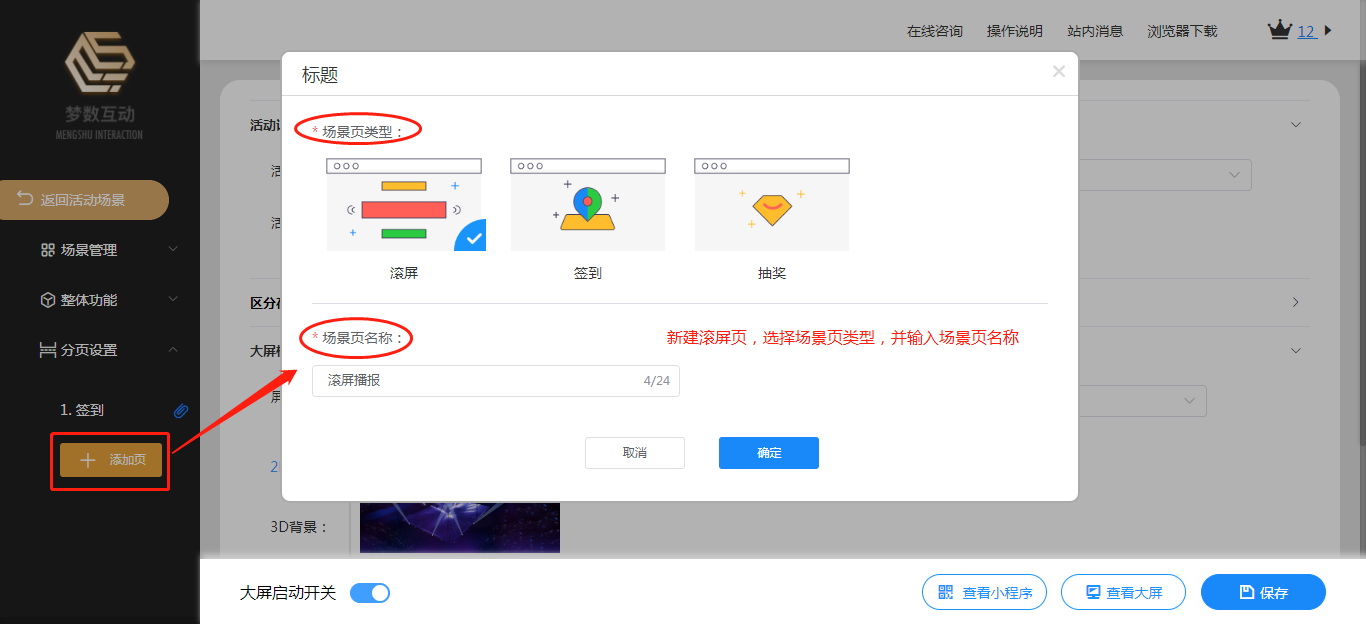 在线咨询 操作说明 站内消息 浏览器下载 12
梦数互动
MENGSHU INTERACTION
返回活动场景
场景管理
整体功能
分页设置
1. 签到
添加页
标题
* 场景页类型：
滚屏 签到 抽奖
* 场景页名称：
新建滚屏页，选择场景页类型，并输入场景页名称
滚屏播报 4/24
取消 确定
活动
活
活
区分
大屏
2
3D背景：
大屏启动开关
查看小程序 查看大屏 保存